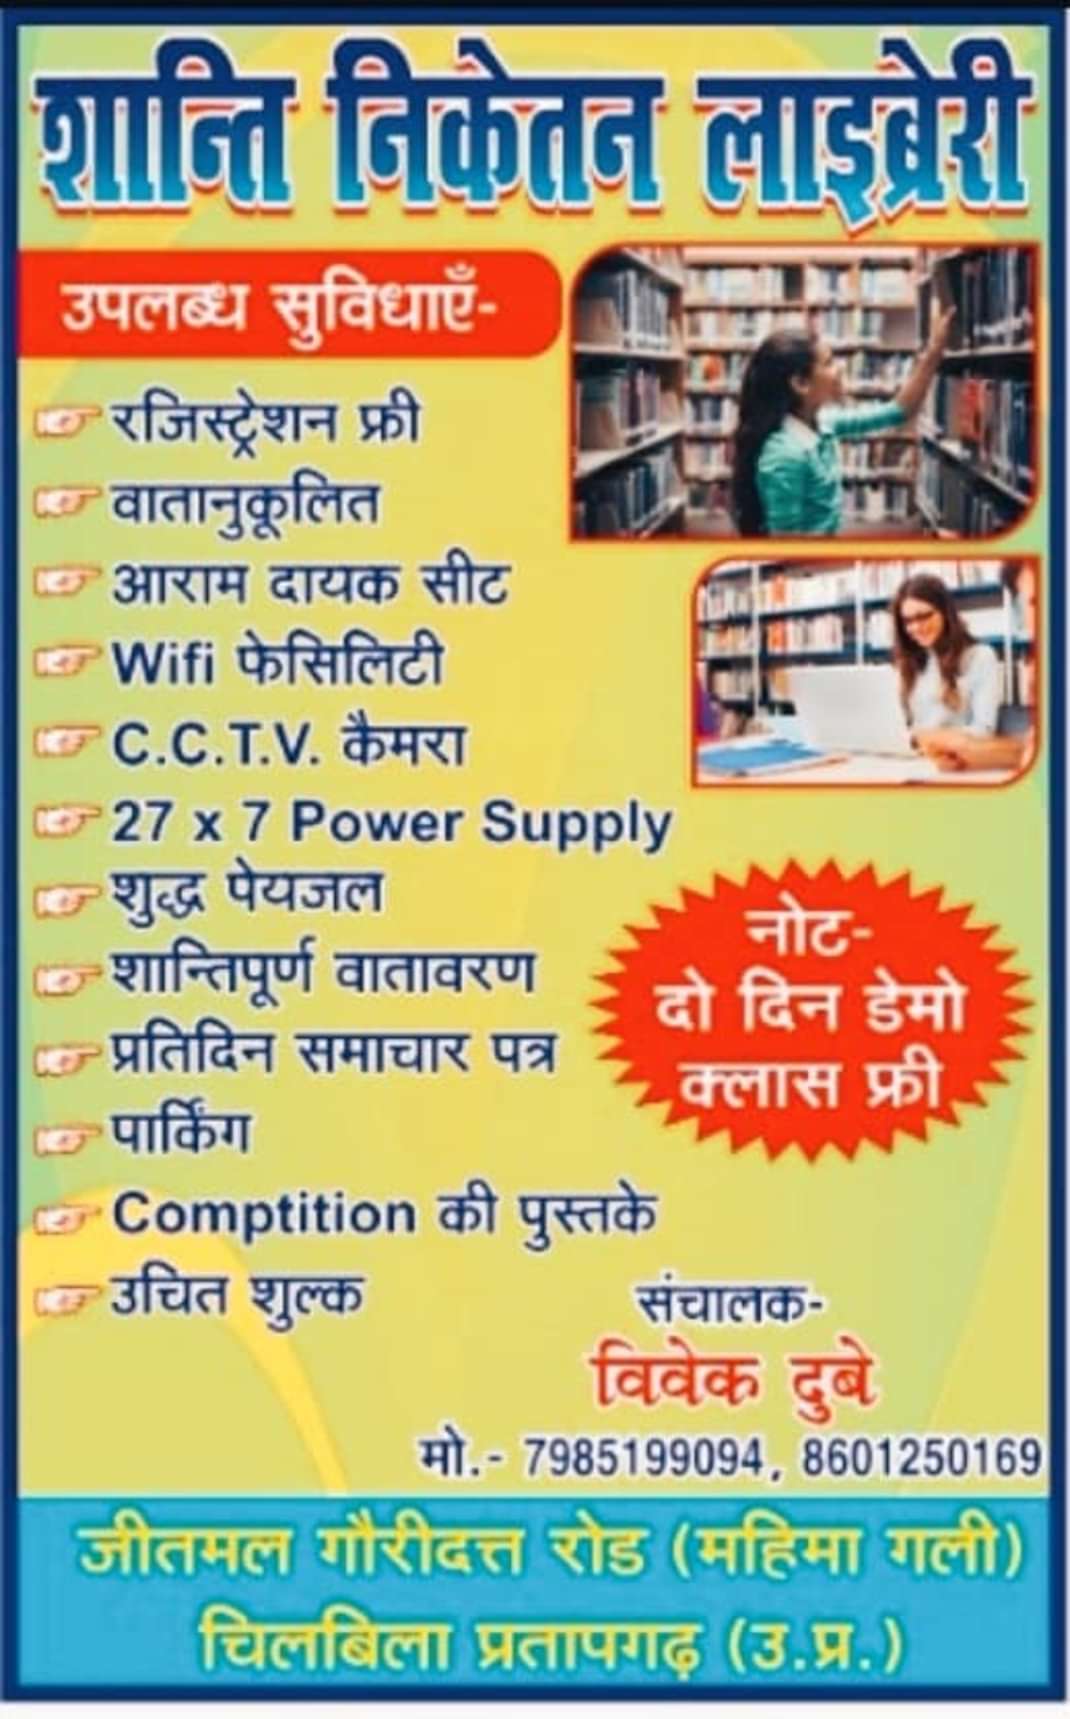 शान्ति निकेतन लाइब्रेरी
उपलब्ध सुविधाएँ-
रजिस्ट्रेशन फ्री
वातानुकूलित
आराम दायक सीट
Wifi फेसिलिटी
C.C.T.V. कैमरा
27 x 7 Power Supply
शुद्ध पेयजल
शान्तिपूर्ण वातावरण
प्रतिदिन समाचार पत्र
पार्किंग
Comptition की पुस्तके
उचित शुल्क
नोट-
दो दिन डेमो
क्लास फ्री
संचालक-
विवेक दुबे
मो.- 7985199094, 8601250169
जीतमल गौरीदत्त रोड (महिमा गली)
चिलबिला प्रतापगढ़ (उ.प्र.)